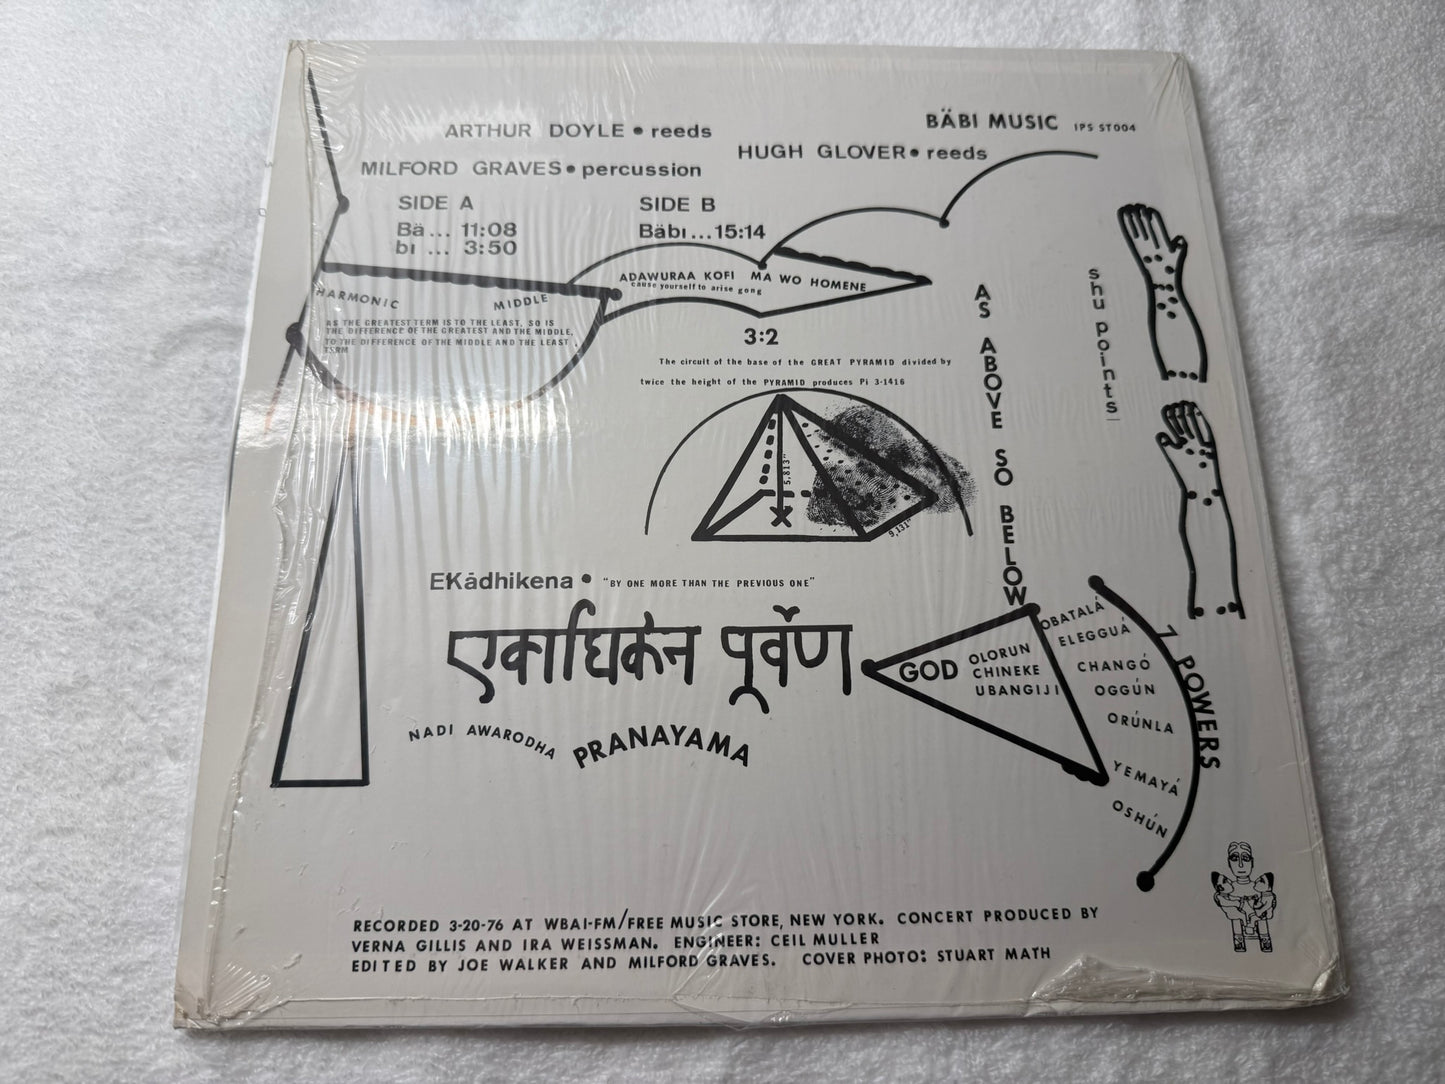 ARTHUR DOYLE • reeds
BÄBI MUSIC IPS ST004
HUGH GLOVER • reeds
MILFORD GRAVES • percussion
SIDE A
Bä... 11:08
bı ... 3:50
SIDE B
Bäbı...15:14
ADAWURAA KOFI MA WO HOMENE
cause yourself to arise gong
HARMONIC MIDDLE
AS THE GREATEST TERM IS TO THE LEAST, SO IS
THE DIFFERENCE OF THE GREATEST AND THE MIDDLE,
TO THE DIFFERENCE OF THE MIDDLE AND THE LEAST
TERM
3:2
The circuit of the base of the GREAT PYRAMID divided by
twice the height of the PYRAMID produces Pi 3-1416
5,813"
9,131"
AS ABOVE SO BELOW
shu points
EKādhikena • "BY ONE MORE THAN THE PREVIOUS ONE"
एकाधिकेन पूर्वेण
NADI AWARODHA PRANAYAMA
GOD
OLORUN
CHINEKE
UBANGIJI
OBATALÁ
ELEGGUÁ
CHANGÓ
OGGÚN
ORÚNLA
YEMAYÁ
OSHÚN
7 POWERS
RECORDED 3-20-76 AT WBAI-FM/FREE MUSIC STORE, NEW YORK. CONCERT PRODUCED BY
VERNA GILLIS AND IRA WEISSMAN. ENGINEER: CEIL MULLER
EDITED BY JOE WALKER AND MILFORD GRAVES. COVER PHOTO: STUART MATH